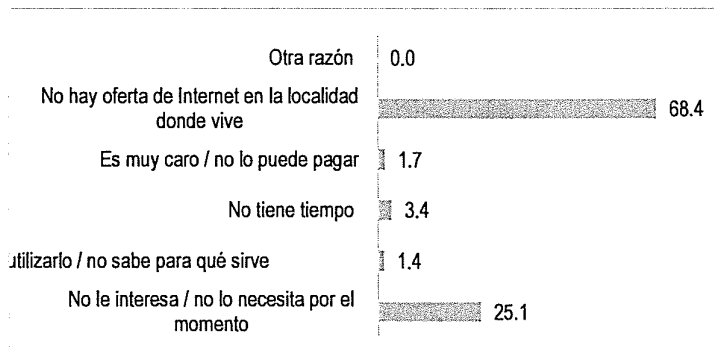 Otra razón 0.0
No hay oferta de Internet en la localidad
donde vive
68.4
Es muy caro / no lo puede pagar 1.7
No tiene tiempo 3.4
utilizarlo / no sabe para qué sirve 1.4
No le interesa / no lo necesita por el
momento
25.1